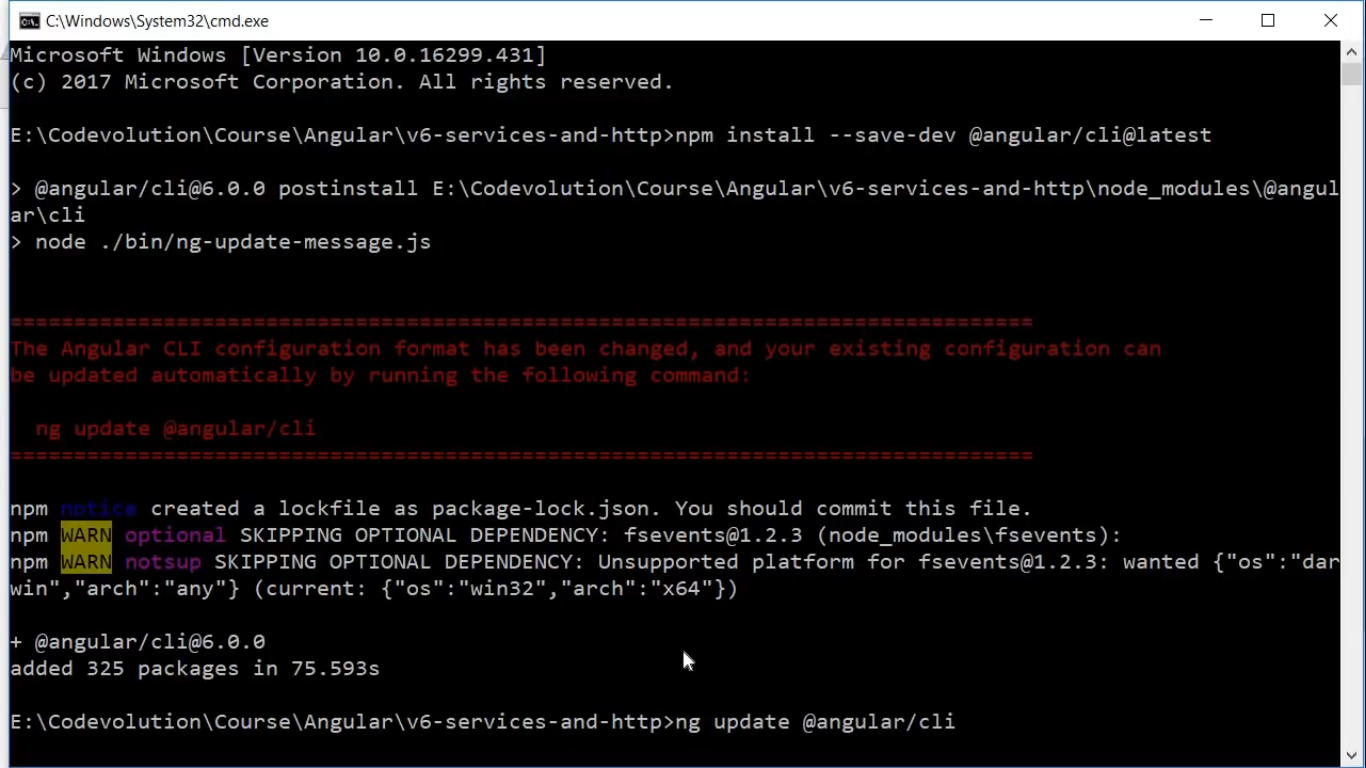 C:\Windows\System32\cmd.exe
Microsoft Windows [Version 10.0.16299.431]
(c) 2017 Microsoft Corporation. All rights reserved.
E:\Codevolution\Course\Angular\v6-services-and-http>npm install --save-dev @angular/cli@latest
> @angular/cli@6.0.0 postinstall E:\Codevolution\Course\Angular\v6-services-and-http\node_modules\@angul
ar\cli
> node ./bin/ng-update-message.js
================================================================================
The Angular CLI configuration format has been changed, and your existing configuration can
be updated automatically by running the following command:
ng update @angular/cli
================================================================================
npm notice created a lockfile as package-lock.json. You should commit this file.
npm WARN optional SKIPPING OPTIONAL DEPENDENCY: fsevents@1.2.3 (node_modules\fsevents):
npm WARN notsup SKIPPING OPTIONAL DEPENDENCY: Unsupported platform for fsevents@1.2.3: wanted {"os":"dar
win","arch":"any"} (current: {"os":"win32","arch":"x64"})
+ @angular/cli@6.0.0
added 325 packages in 75.593s
E:\Codevolution\Course\Angular\v6-services-and-http>ng update @angular/cli